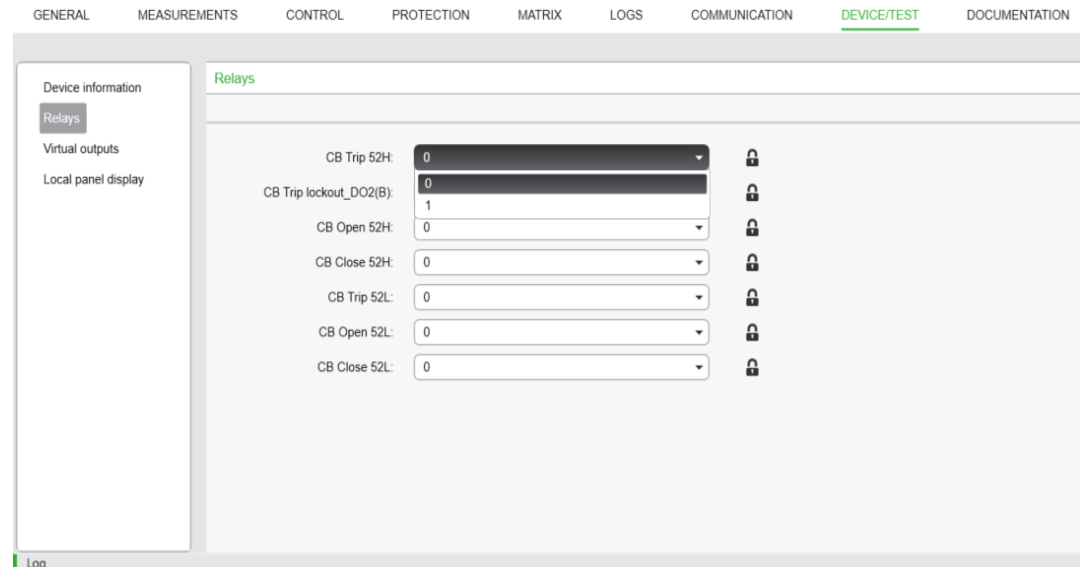 GENERAL MEASUREMENTS CONTROL PROTECTION MATRIX LOGS COMMUNICATION DEVICE/TEST DOCUMENTATION
Device information
Relays
Virtual outputs
Local panel display
Relays
CB Trip 52H: 0
0
1
CB Trip lockout_DO2(B):
CB Open 52H: 0
CB Close 52H: 0
CB Trip 52L: 0
CB Open 52L: 0
CB Close 52L: 0
Log